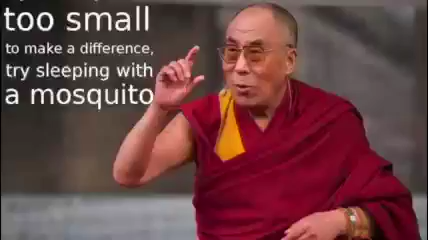 too small
to make a difference,
try sleeping with
a mosquito